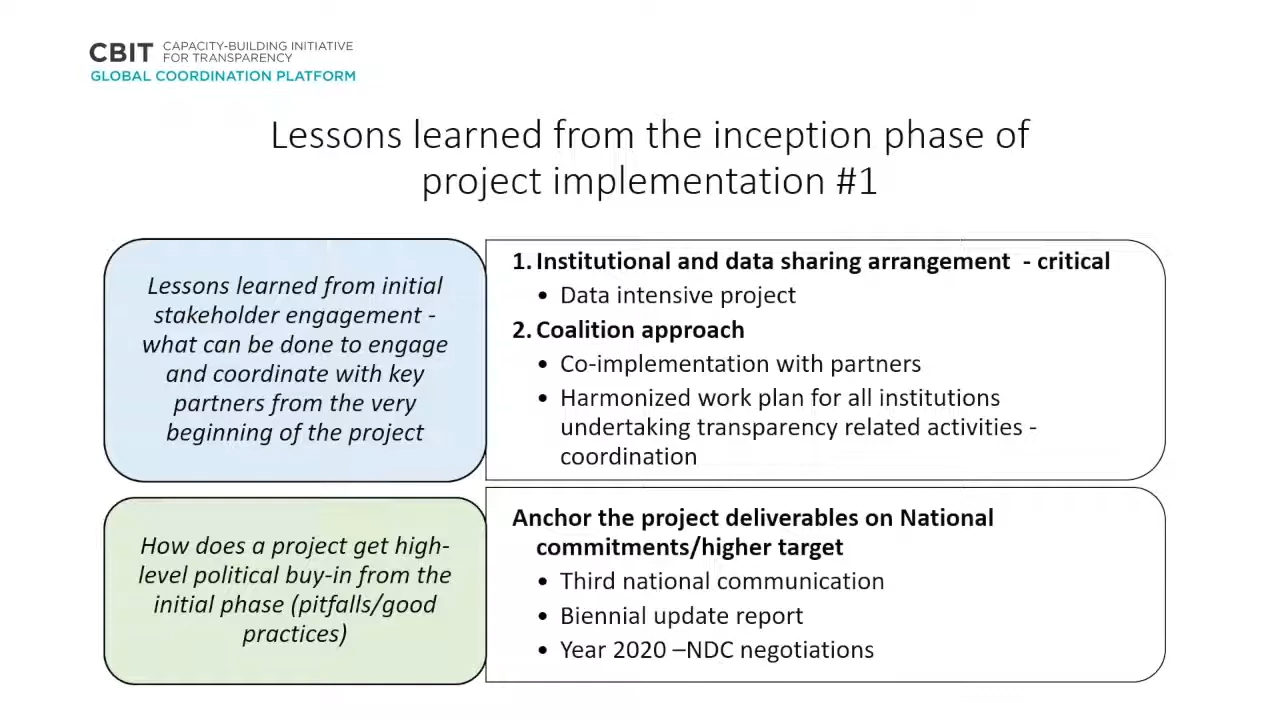 CBIT CAPACITY-BUILDING INITIATIVE
FOR TRANSPARENCY
GLOBAL COORDINATION PLATFORM
Lessons learned from the inception phase of
project implementation #1
Lessons learned from initial
stakeholder engagement -
what can be done to engage
and coordinate with key
partners from the very
beginning of the project
1. Institutional and data sharing arrangement - critical
• Data intensive project
2. Coalition approach
• Co-implementation with partners
• Harmonized work plan for all institutions
undertaking transparency related activities -
coordination
How does a project get high-
level political buy-in from the
initial phase (pitfalls/good
practices)
Anchor the project deliverables on National
commitments/higher target
• Third national communication
• Biennial update report
• Year 2020 –NDC negotiations